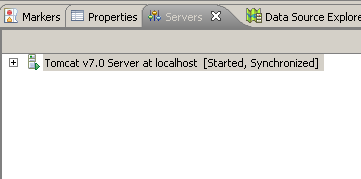 Markers Properties Servers Data Source Explore
Tomcat v7.0 Server at localhost [Started, Synchronized]